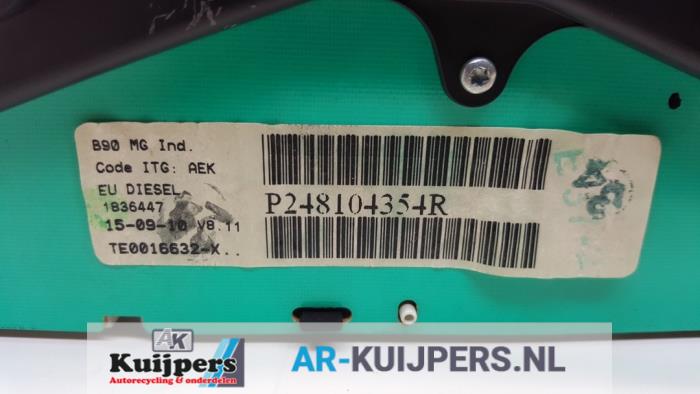 B90 MG Ind.
Code ITG: AEK
EU DIESEL
1836447
15-09-10 V8.11
TE0016632-X..
P248104354R
AK
Kuijpers
Autorecycling & onderdelen
AR-KUIJPERS.NL